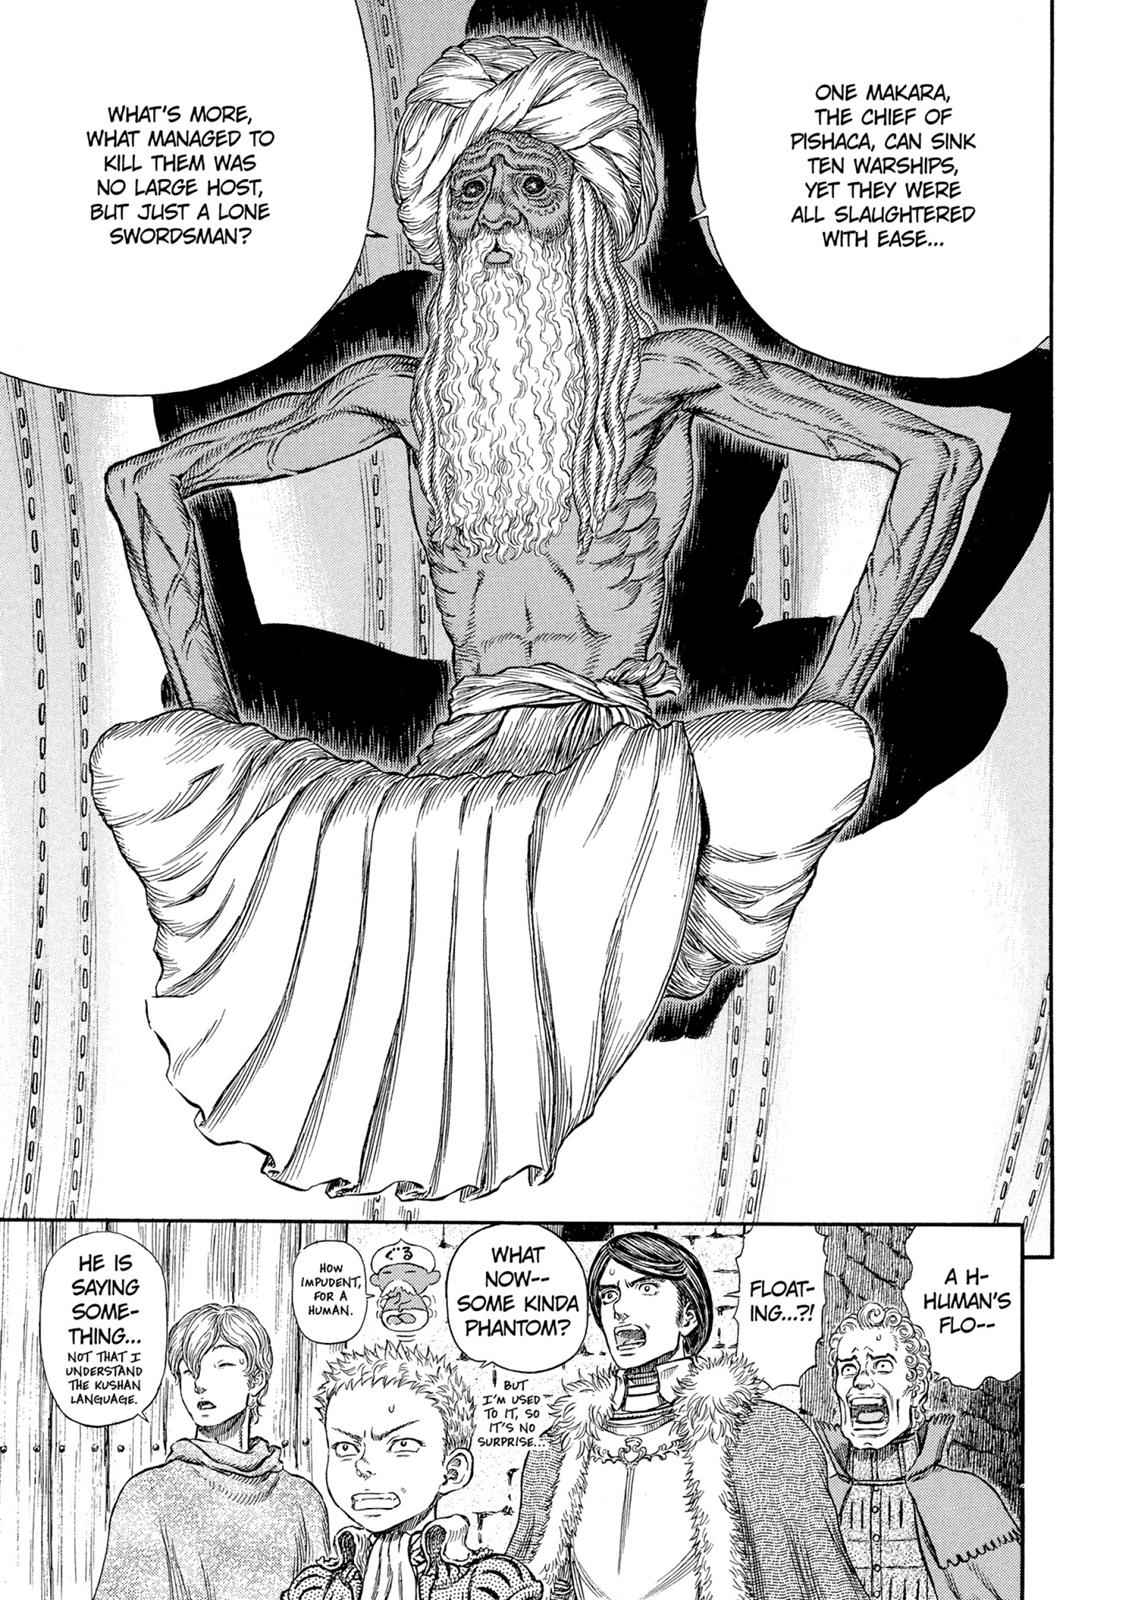 ONE MAKARA,
THE CHIEF OF
PISHACA, CAN SINK
TEN WARSHIPS,
YET THEY WERE
ALL SLAUGHTERED
WITH EASE...
WHAT'S MORE,
WHAT MANAGED TO
KILL THEM WAS
NO LARGE HOST,
BUT JUST A LONE
SWORDSMAN?
A H-
HUMAN'S
FLO--
FLOAT-
ING...?!
WHAT
NOW--
SOME KINDA
PHANTOM?
BUT
I'M USED
TO IT, SO
IT'S NO
SURPRISE...
ぐる
HOW
IMPUDENT,
FOR A
HUMAN.
HE IS
SAYING
SOME-
THING...
NOT THAT I
UNDERSTAND
THE KUSHAN
LANGUAGE.